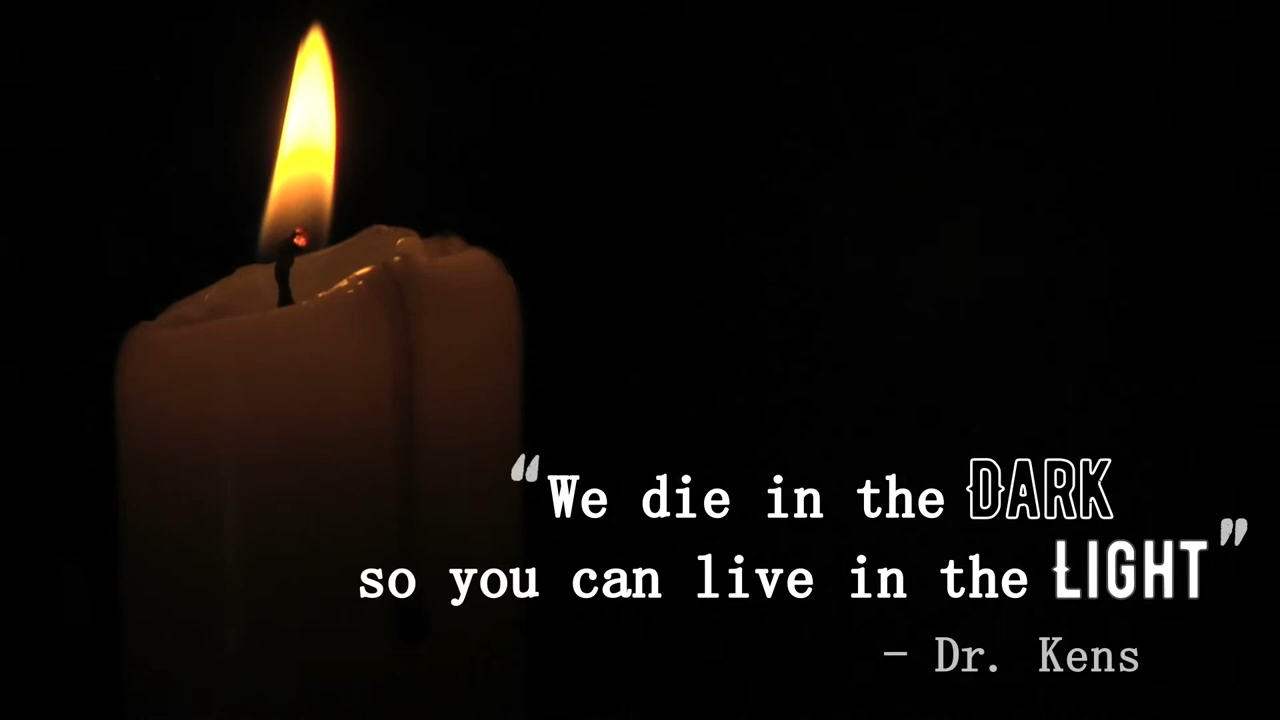 “We die in the DARK
so you can live in the LIGHT”
- Dr. Kens